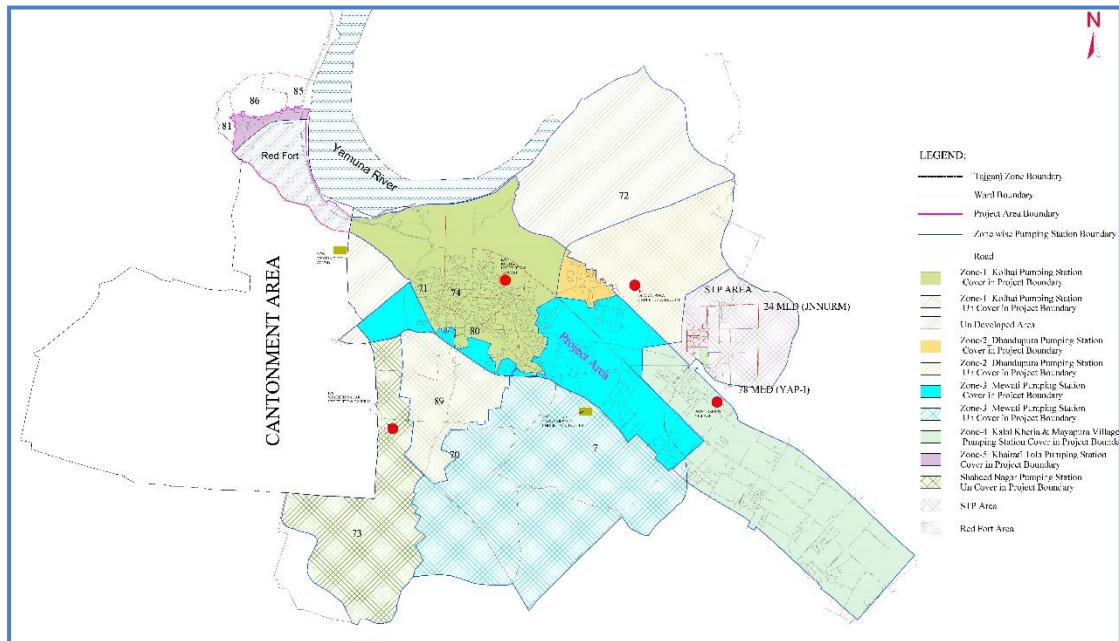 N
85
86
81
Red Fort
Yamuna River
72
CANTONMENT AREA
71
74
80
Project Area
STP AREA
24 MLD (JNNURM)
78 MLD (YAP-I)
89
70
7
73
LEGEND:
Tajganj Zone Boundary
Ward Boundary
Project Area Boundary
Zone wise Pumping Station Boundary
Road
Zone-1 Kolhai Pumping Station
Cover in Project Boundary
Zone-1 Kolhai Pumping Station
Un Cover in Project Boundary
Un Developed Area
Zone-2 Dhandupura Pumping Station
Cover in Project Boundary
Zone-2 Dhandupura Pumping Station
Un Cover in Project Boundary
Zone-3 Mewati Pumpkig Station
Cover in Project Boundary
Zone-3 Mewati Pumping Station
Un Cover in Project Boundary
Zone-4 Kalal Kheria & Mayapura Village
Pumping Station Cover in Project Bounda
Zone-5 Khairati Tola Pumping Station
Cover in Project Boundary
Shaheed Nagar Pumping Station
Un Cover in Project Boundary
STP Area
Red Fort Area